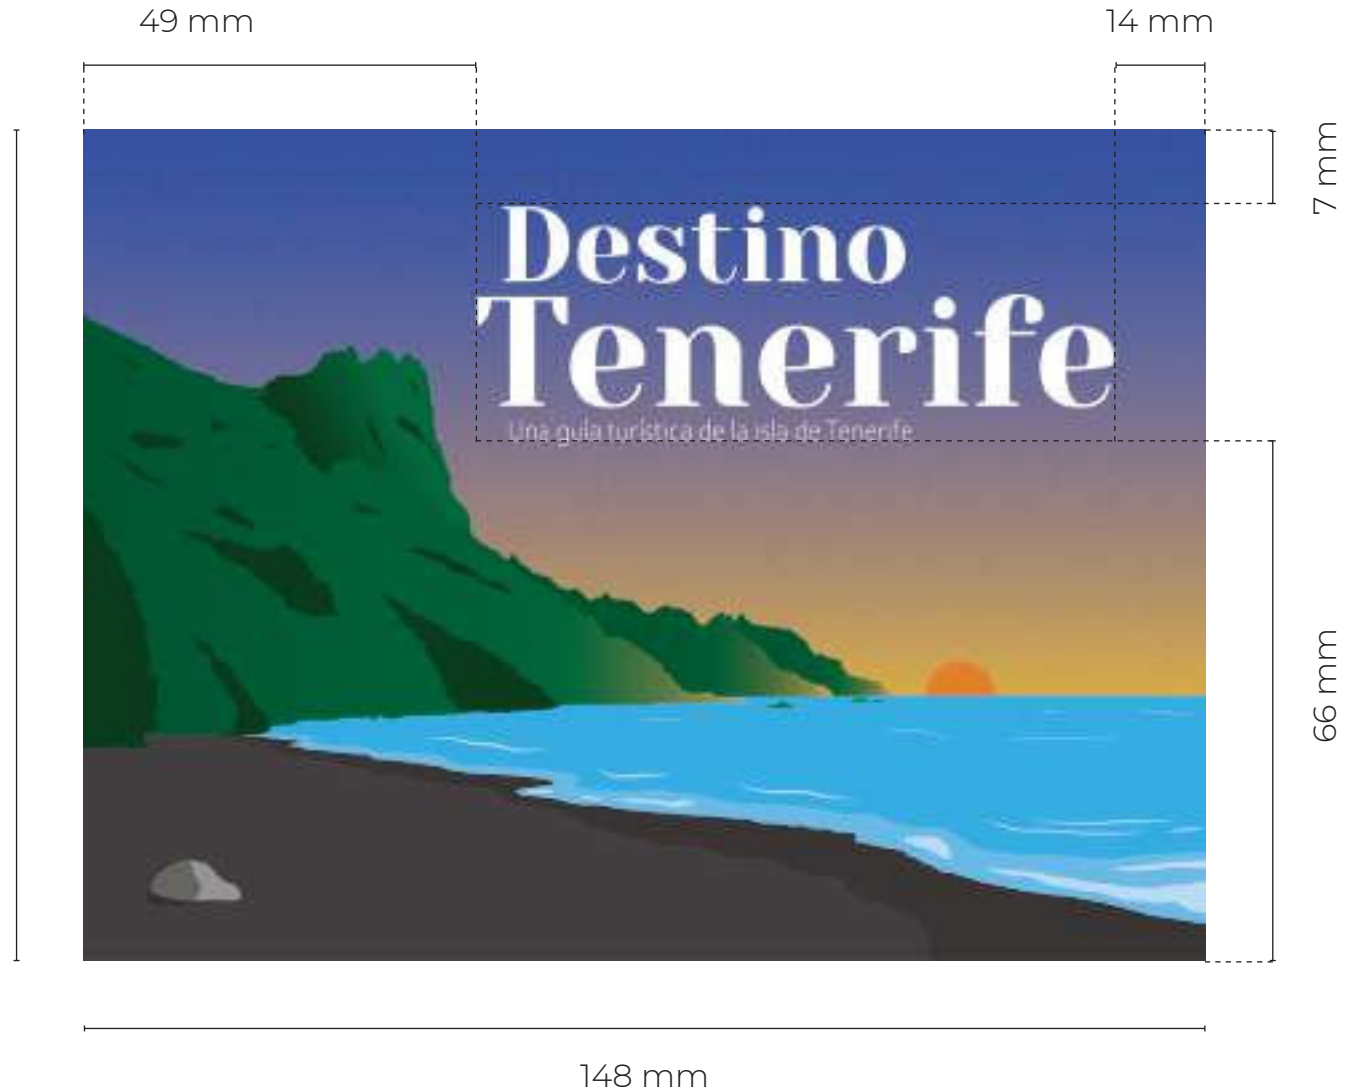 49 mm
14 mm
7 mm
Destino
Tenerife
Una guía turística de la isla de Tenerife
66 mm
148 mm